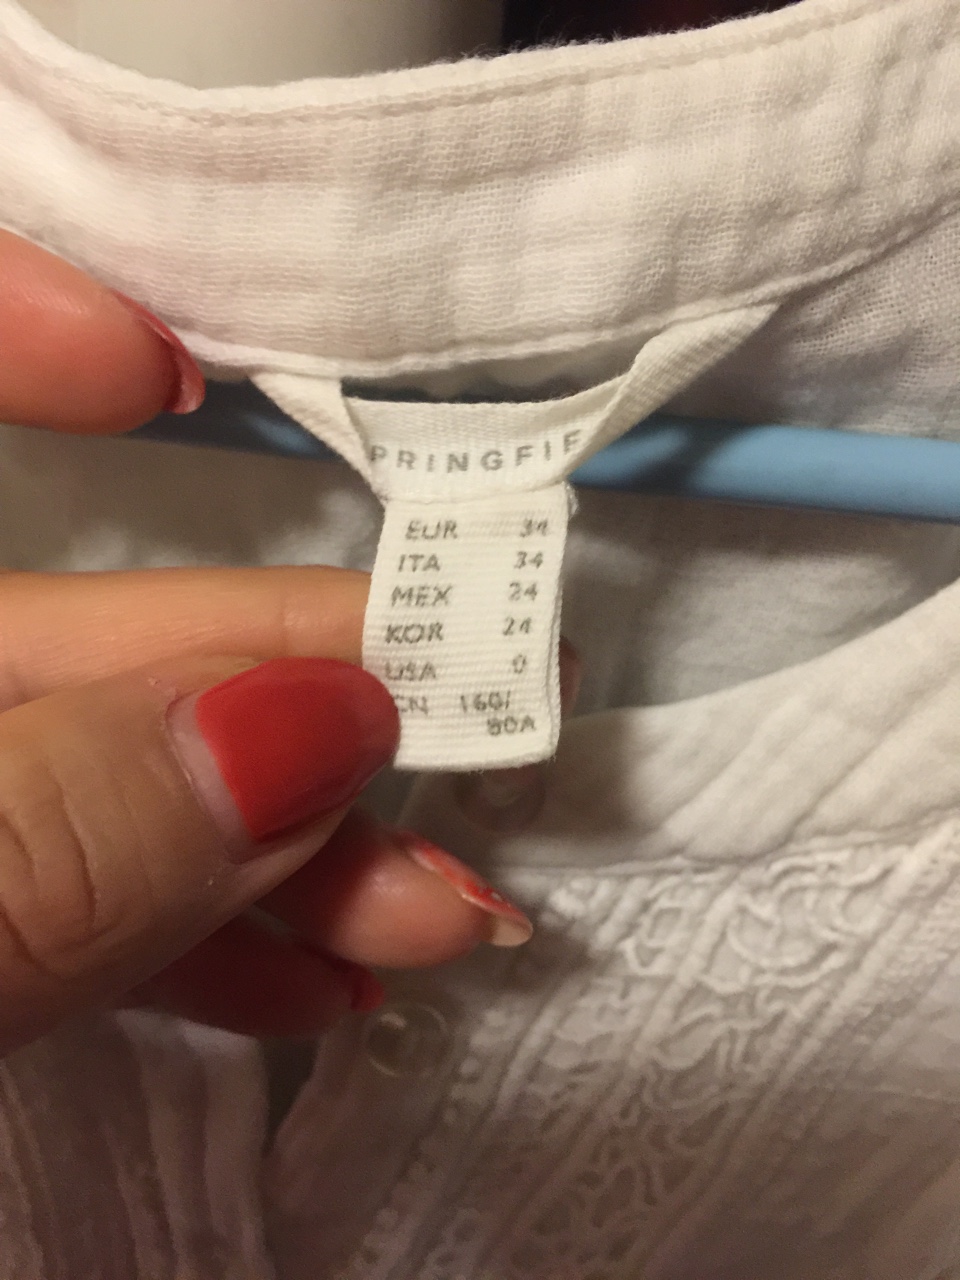 PRINGFIE
EUR 34
ITA 34
MEX 24
KOR 24
USA 0
CN 160/
80A